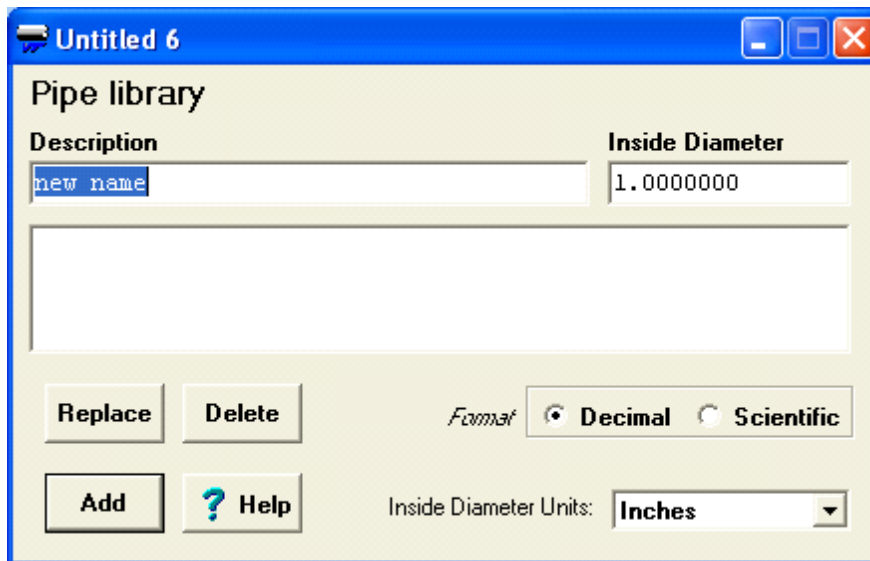 Untitled 6
Pipe library
Description Inside Diameter
new name 1.0000000
Replace Delete Format Decimal Scientific
Add ? Help Inside Diameter Units: Inches